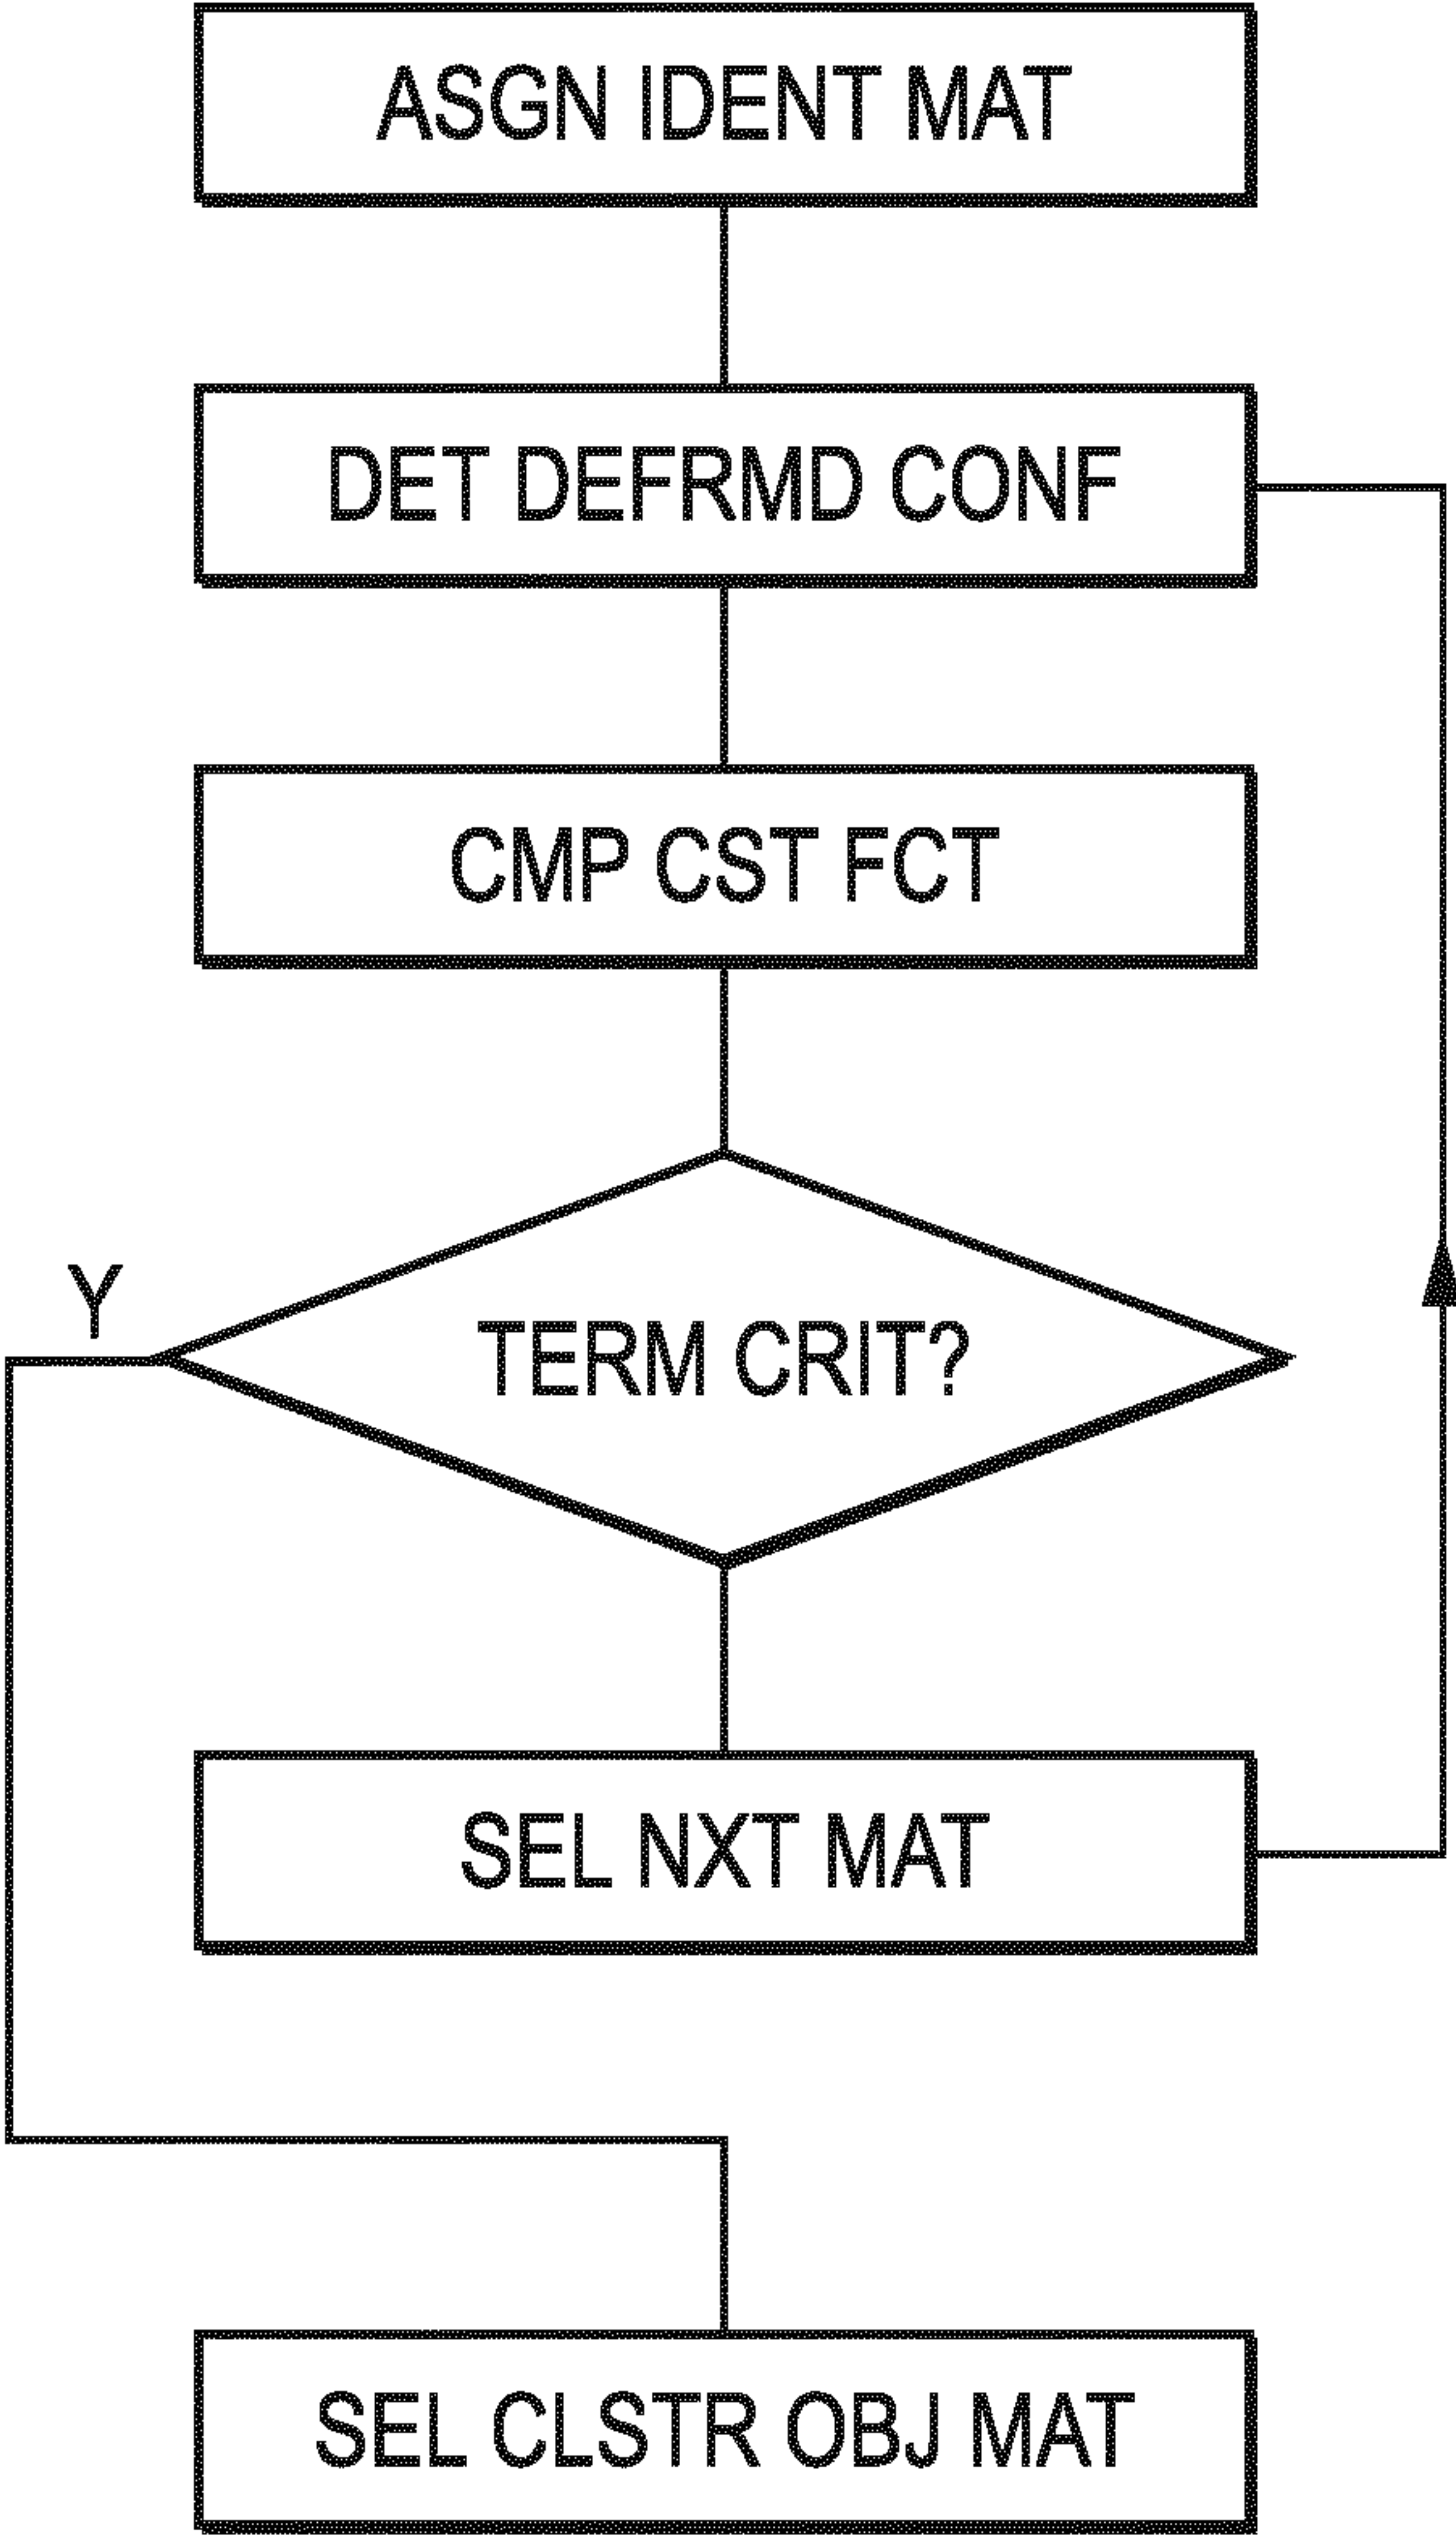 ASGN IDENT MAT
DET DEFRMD CONF
CMP CST FCT
Y
TERM CRIT?
SEL NXT MAT
SEL CLSTR OBJ MAT